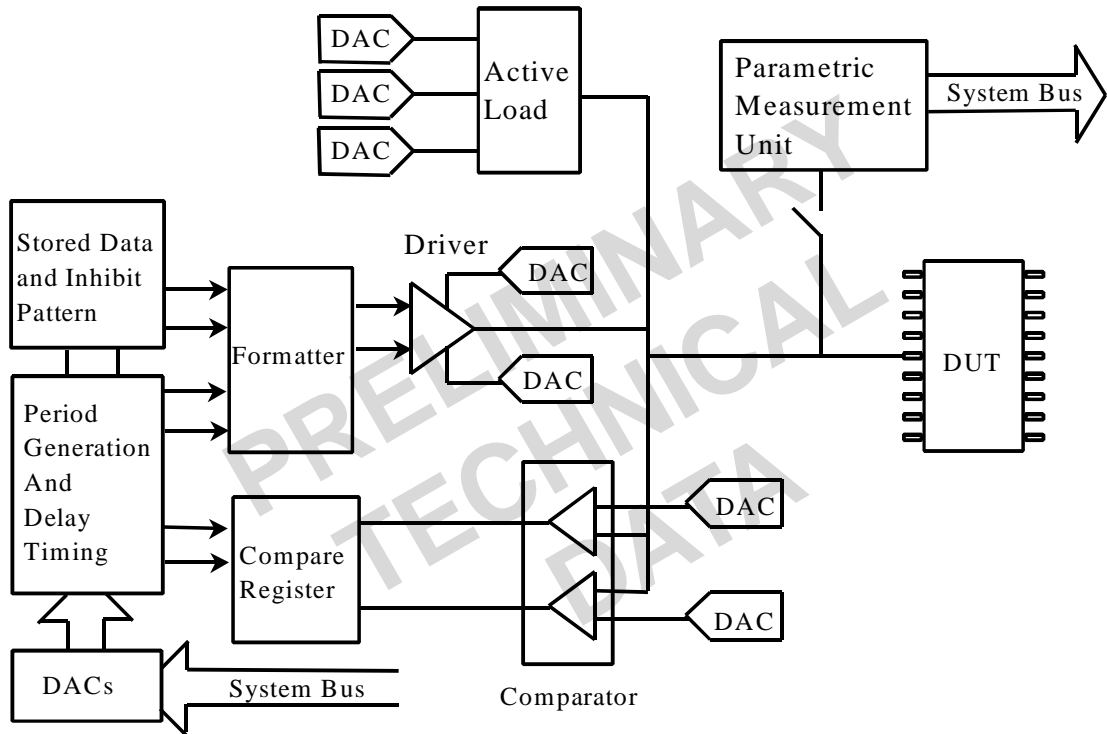 DAC
DAC
DAC
Active
Load
Parametric
Measurement
Unit
System Bus
Stored Data
and Inhibit
Pattern
Driver
DAC
DAC
Formatter
DUT
Period
Generation
And
Delay
Timing
Compare
Register
DAC
DAC
Comparator
DACs
System Bus
PRELIMINARY
TECHNICAL
DATA